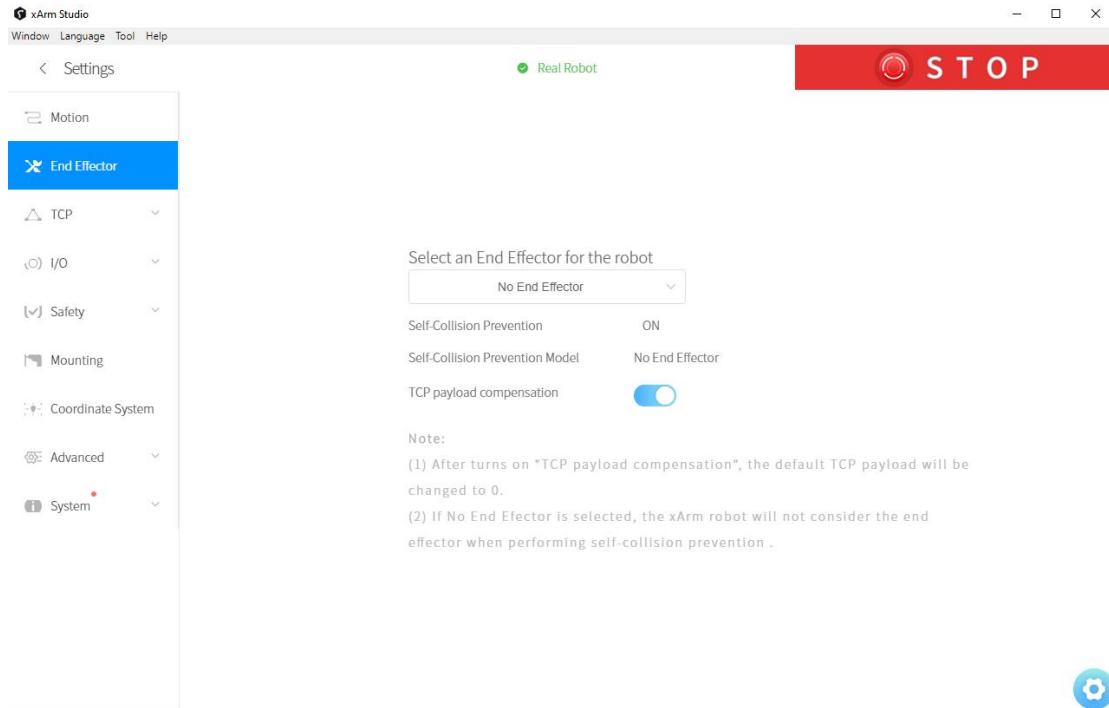 xArm Studio
Window Language Tool Help
Settings
Real Robot
STOP
Motion
End Effector
TCP
I/O
Safety
Mounting
Coordinate System
Advanced
System
Select an End Effector for the robot
No End Effector
Self-Collision Prevention ON
Self-Collision Prevention Model No End Effector
TCP payload compensation
Note:
(1) After turns on "TCP payload compensation", the default TCP payload will be
changed to 0.
(2) If No End Efector is selected, the xArm robot will not consider the end
effector when performing self-collision prevention .